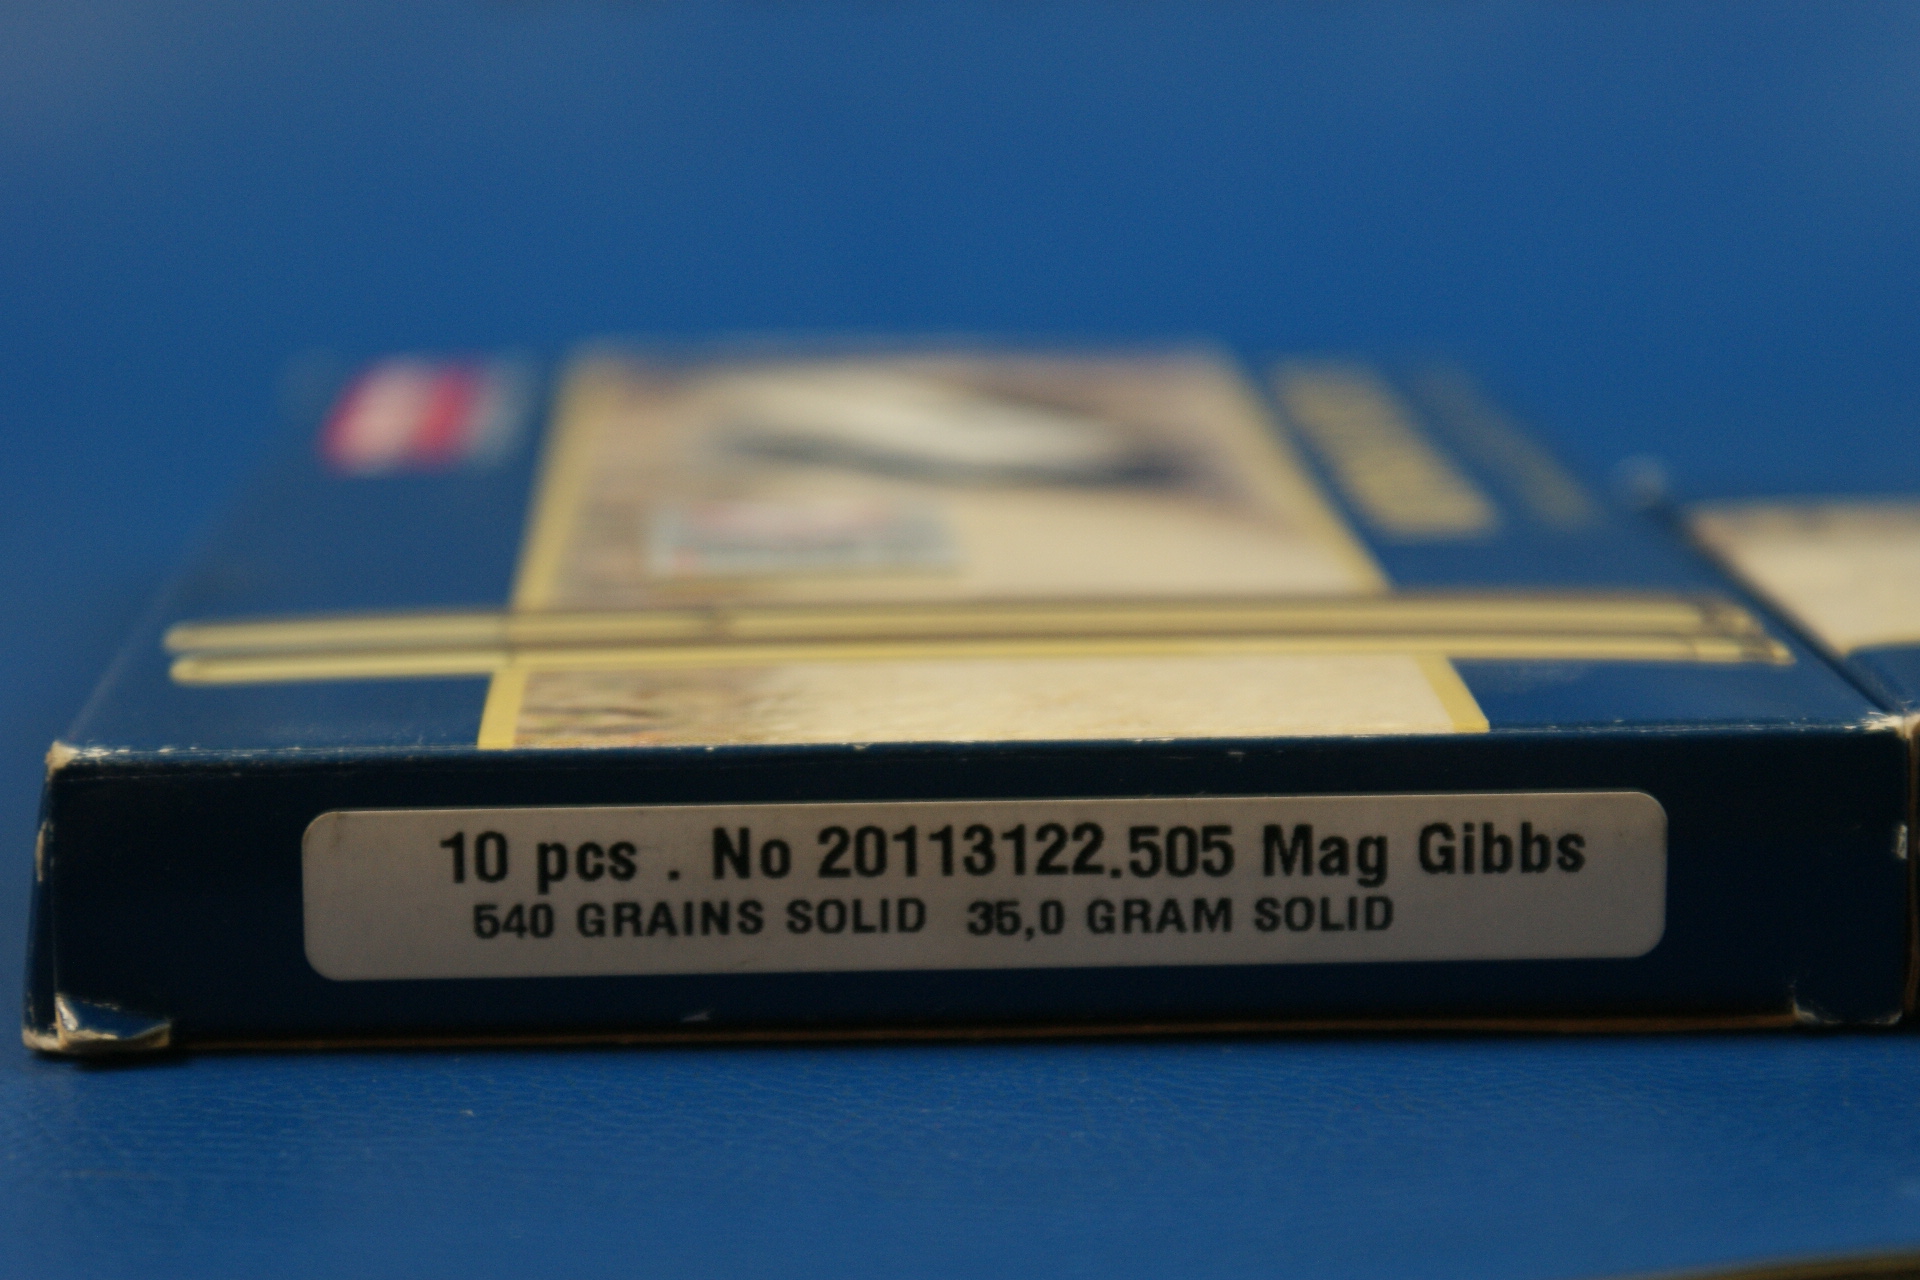 10 pcs . No 20113122.505 Mag Gibbs
540 GRAINS SOLID 35,0 GRAM SOLID